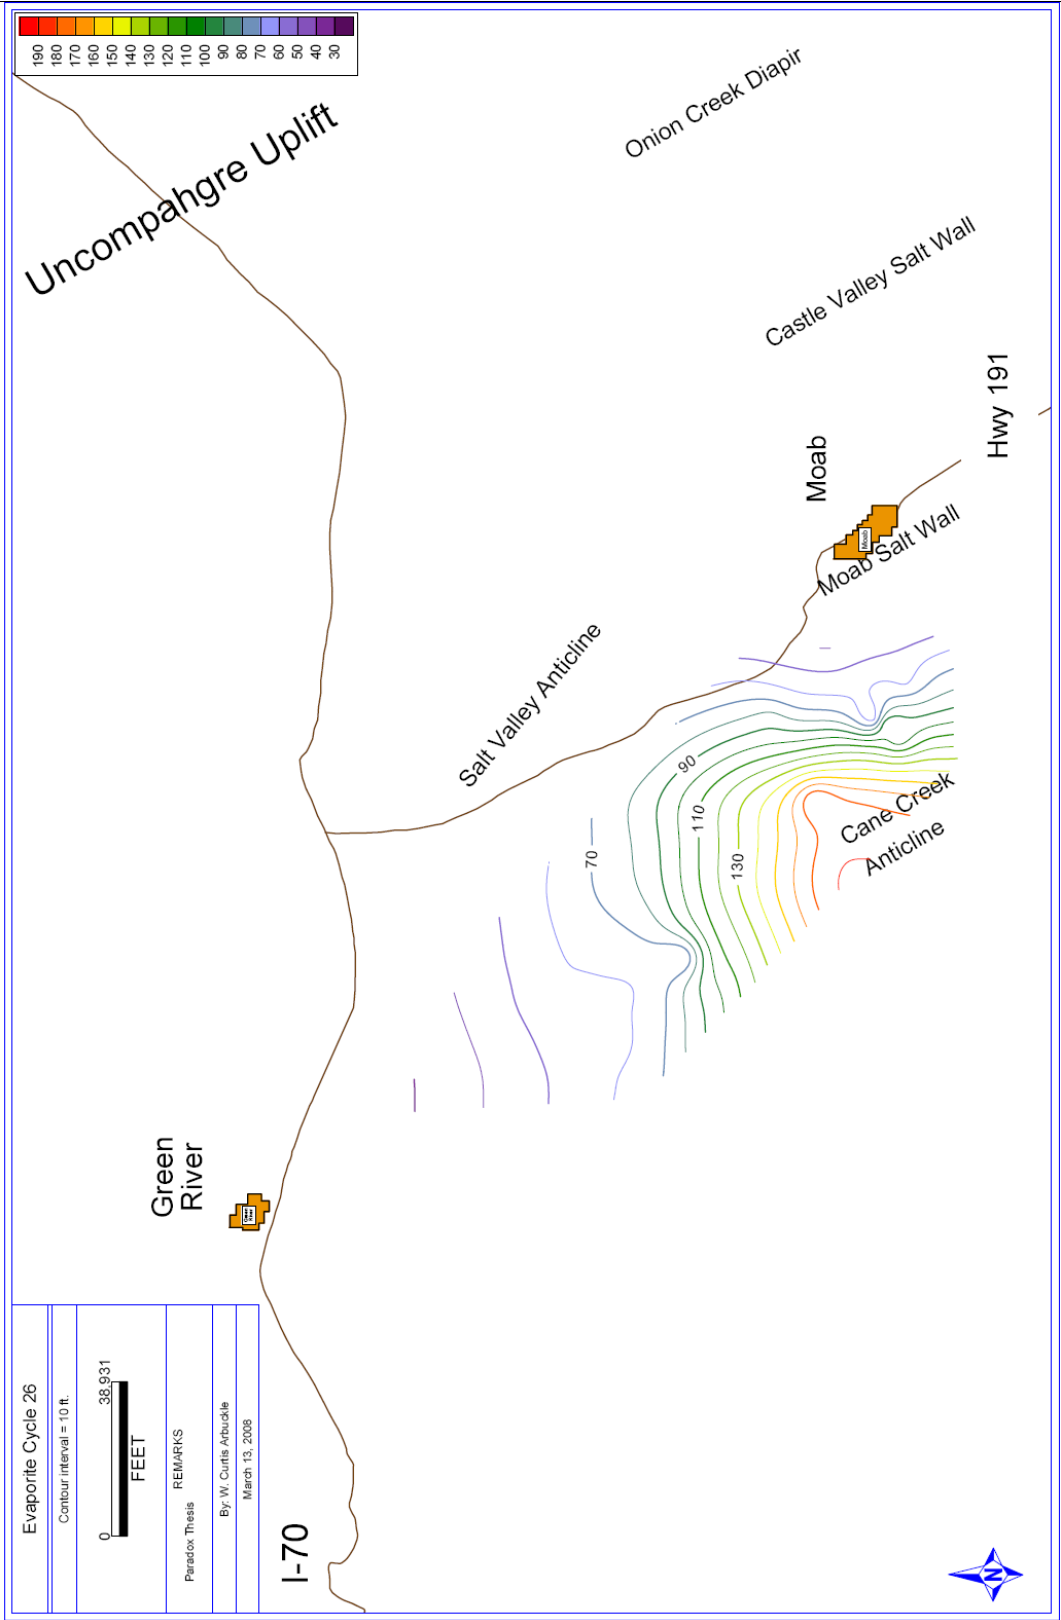 190
180
170
160
150
140
130
120
110
100
90
80
70
60
50
40
30
Uncompahgre Uplift
Onion Creek Diapir
Castle Valley Salt Wall
Hwy 191
Moab
Moab
Moab Salt Wall
Salt Valley Anticline
90
110
130
70
Cane Creek
Anticline
Green
River
Green
River
I-70
Evaporite Cycle 26
Contour interval = 10 ft.
0 38,931
FEET
REMARKS
Paradox Thesis
By: W. Curtis Arbuckle
March 13, 2008
N